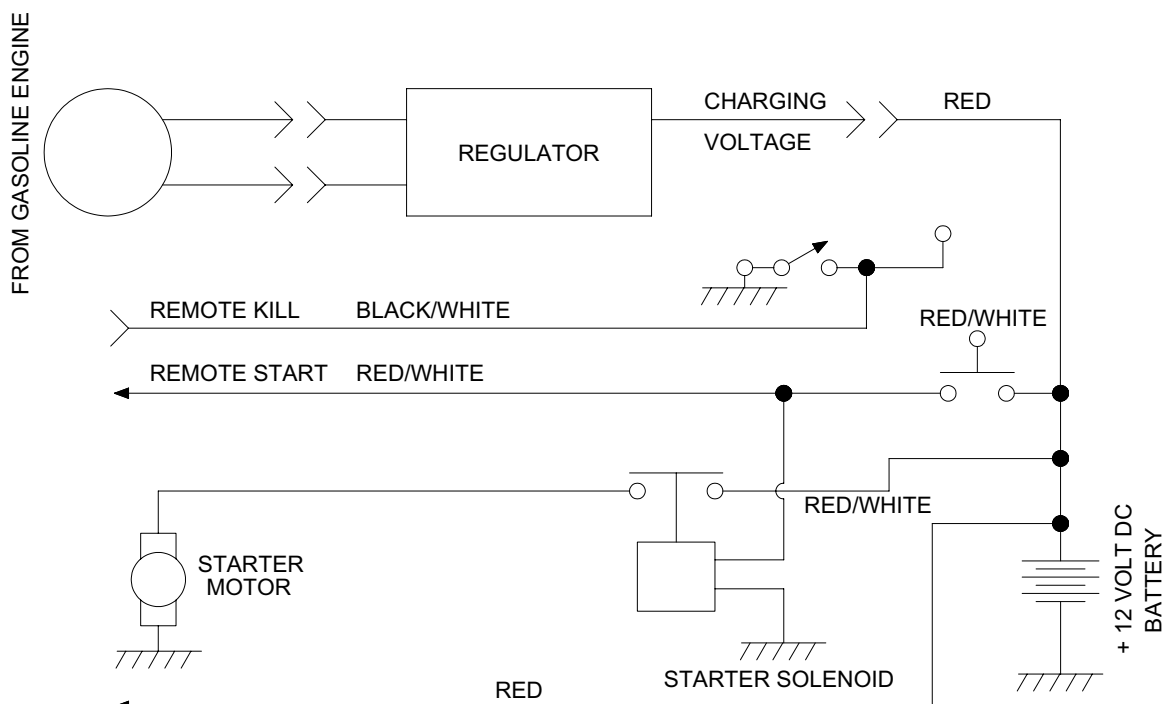 FROM GASOLINE ENGINE
REGULATOR
CHARGING
VOLTAGE
RED
REMOTE KILL BLACK/WHITE
RED/WHITE
REMOTE START RED/WHITE
RED/WHITE
STARTER
MOTOR
STARTER SOLENOID
+ 12 VOLT DC
BATTERY
RED